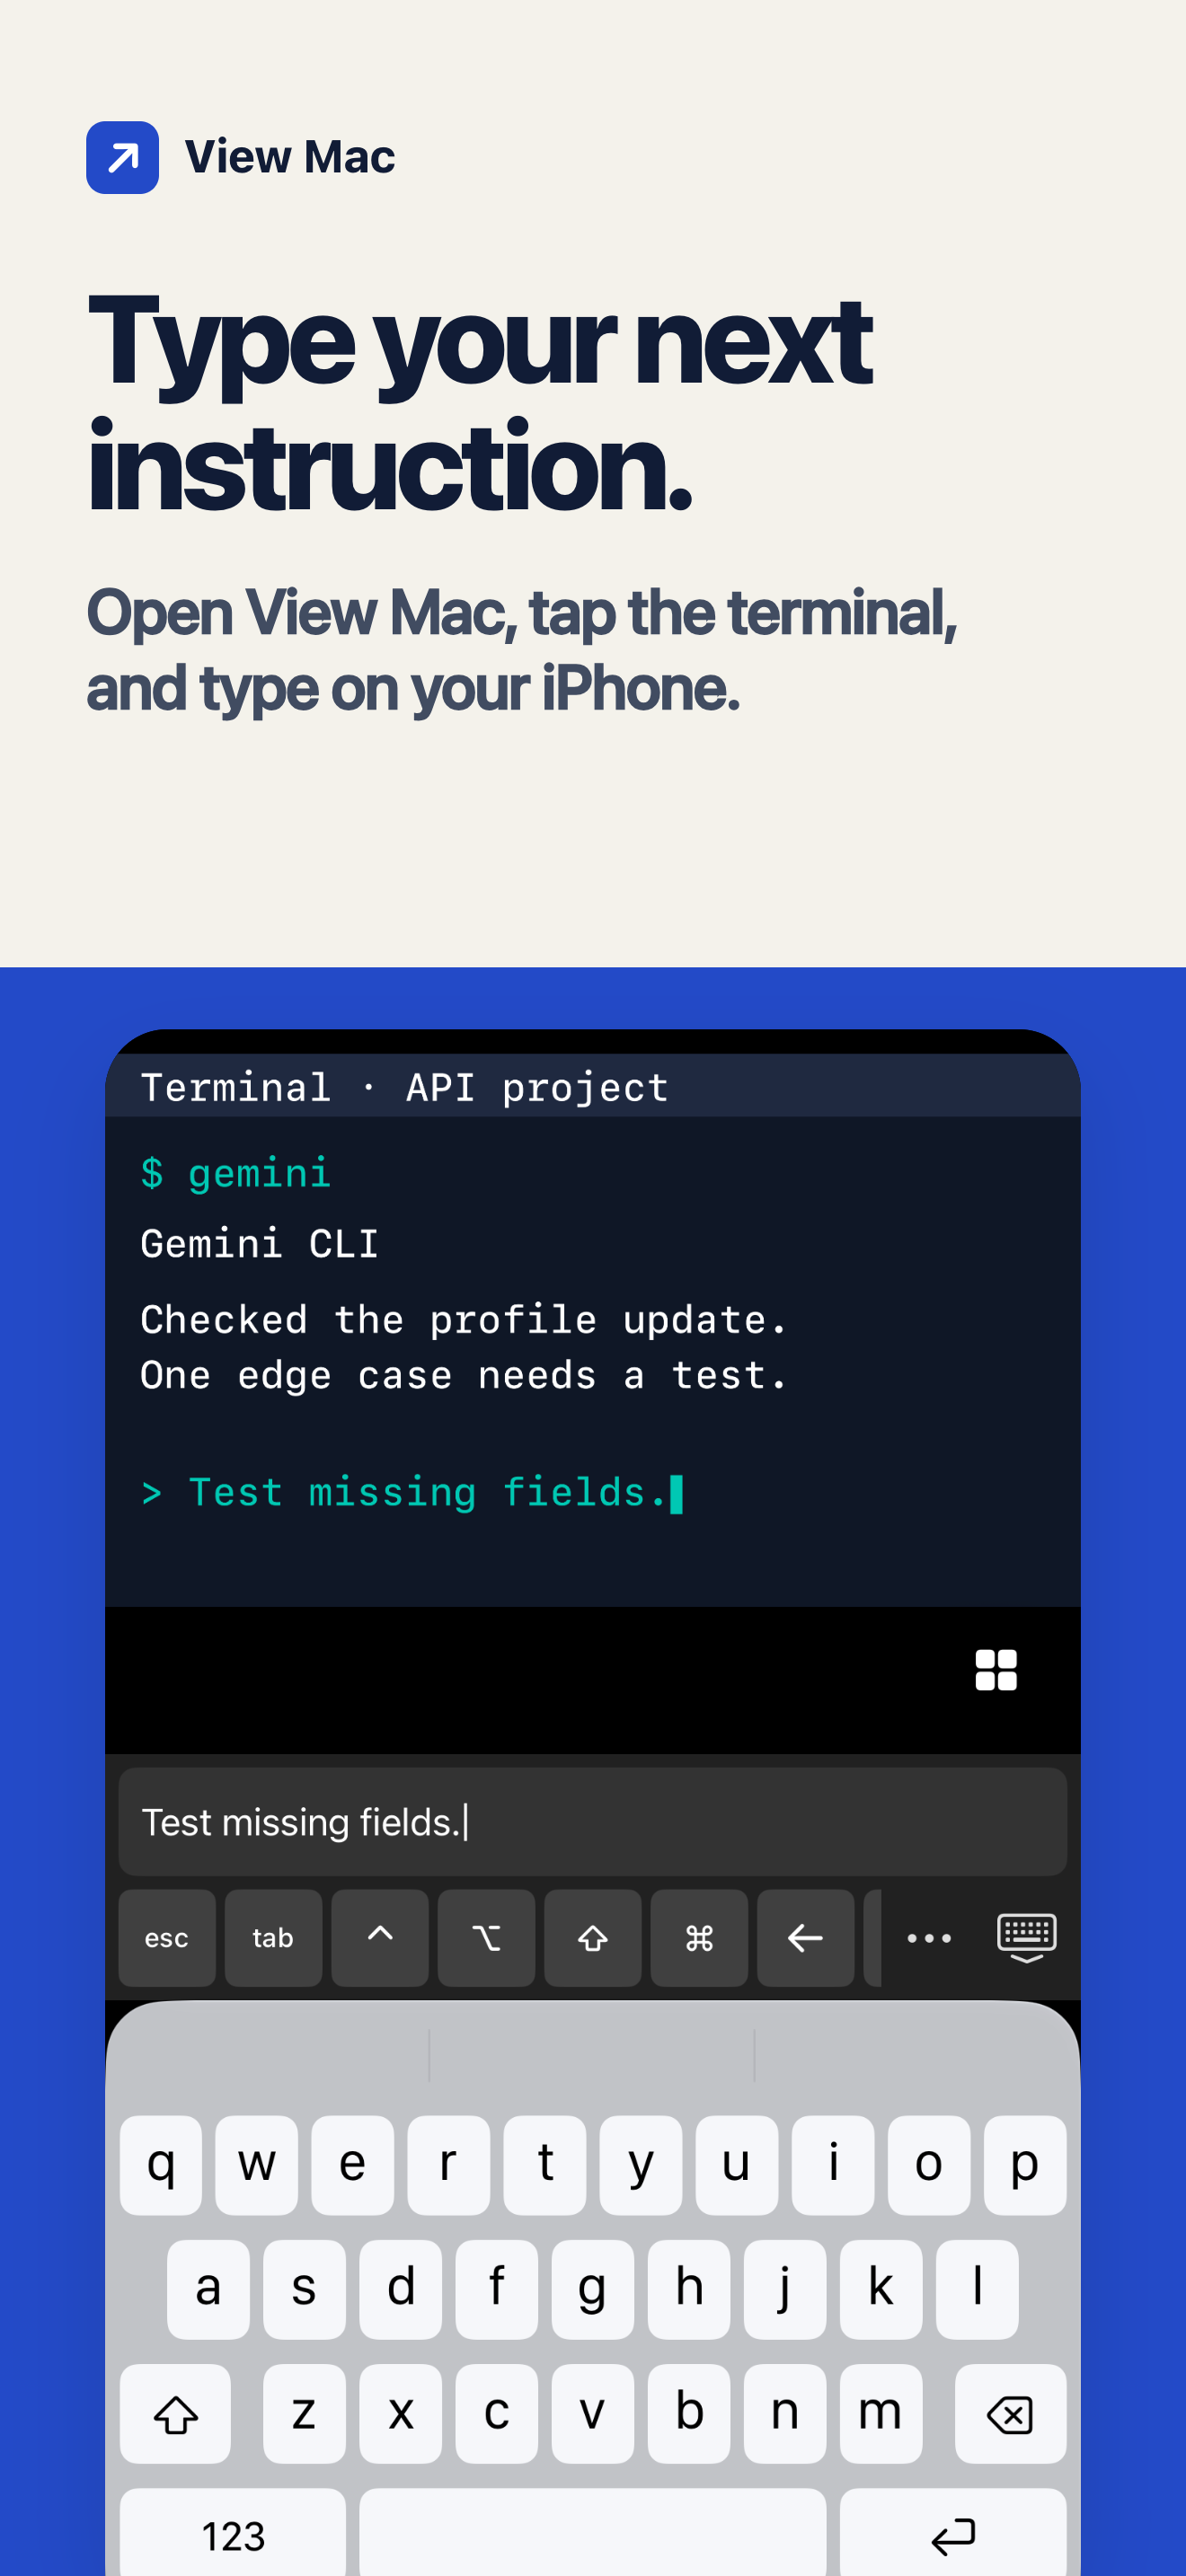 View Mac
Type your next
instruction.
Open View Mac, tap the terminal,
and type on your iPhone.
Terminal · API project
$ gemini
Gemini CLI
Checked the profile update.
One edge case needs a test.
> Test missing fields.
Test missing fields.
esc tab ^ ⌥ ⇧ ⌘ ←
q w e r t y u i o p
a s d f g h j k l
z x c v b n m
123